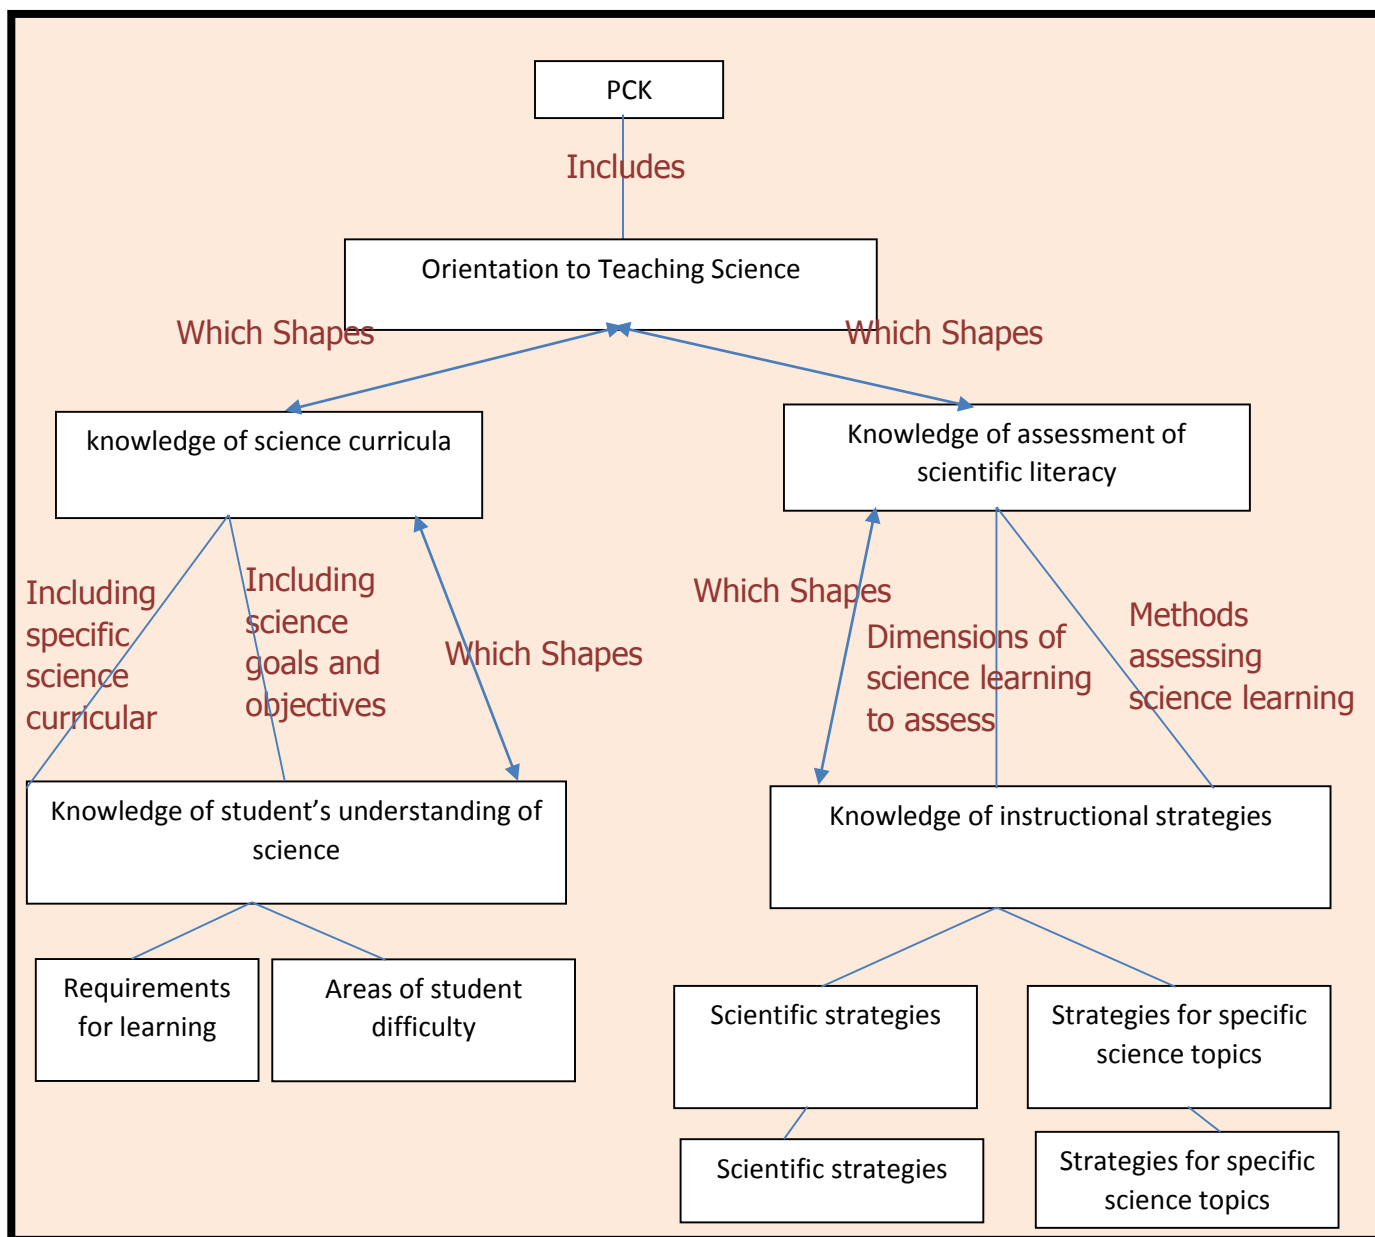 PCK
Includes
Orientation to Teaching Science
Which Shapes
Which Shapes
knowledge of science curricula
Knowledge of assessment of
scientific literacy
Including
specific
science
curricular
Including
science
goals and
objectives
Which Shapes
Which Shapes
Dimensions of
science learning
to assess
Methods
assessing
science learning
Knowledge of student’s understanding of
science
Knowledge of instructional strategies
Requirements
for learning
Areas of student
difficulty
Scientific strategies
Strategies for specific
science topics
Scientific strategies
Strategies for specific
science topics